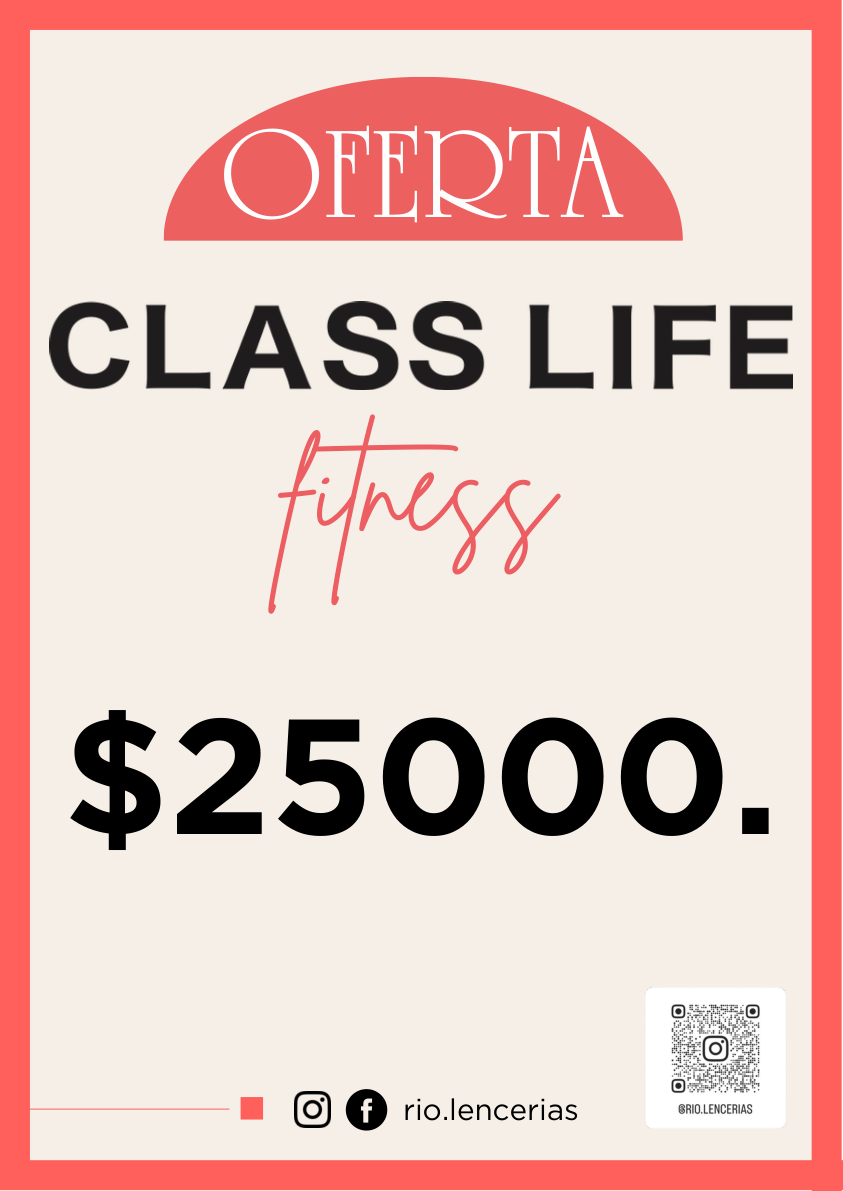 OFERTA
CLASS LIFE
fitness
$25000.
rio.lencerias
@RIO.LENCERIAS